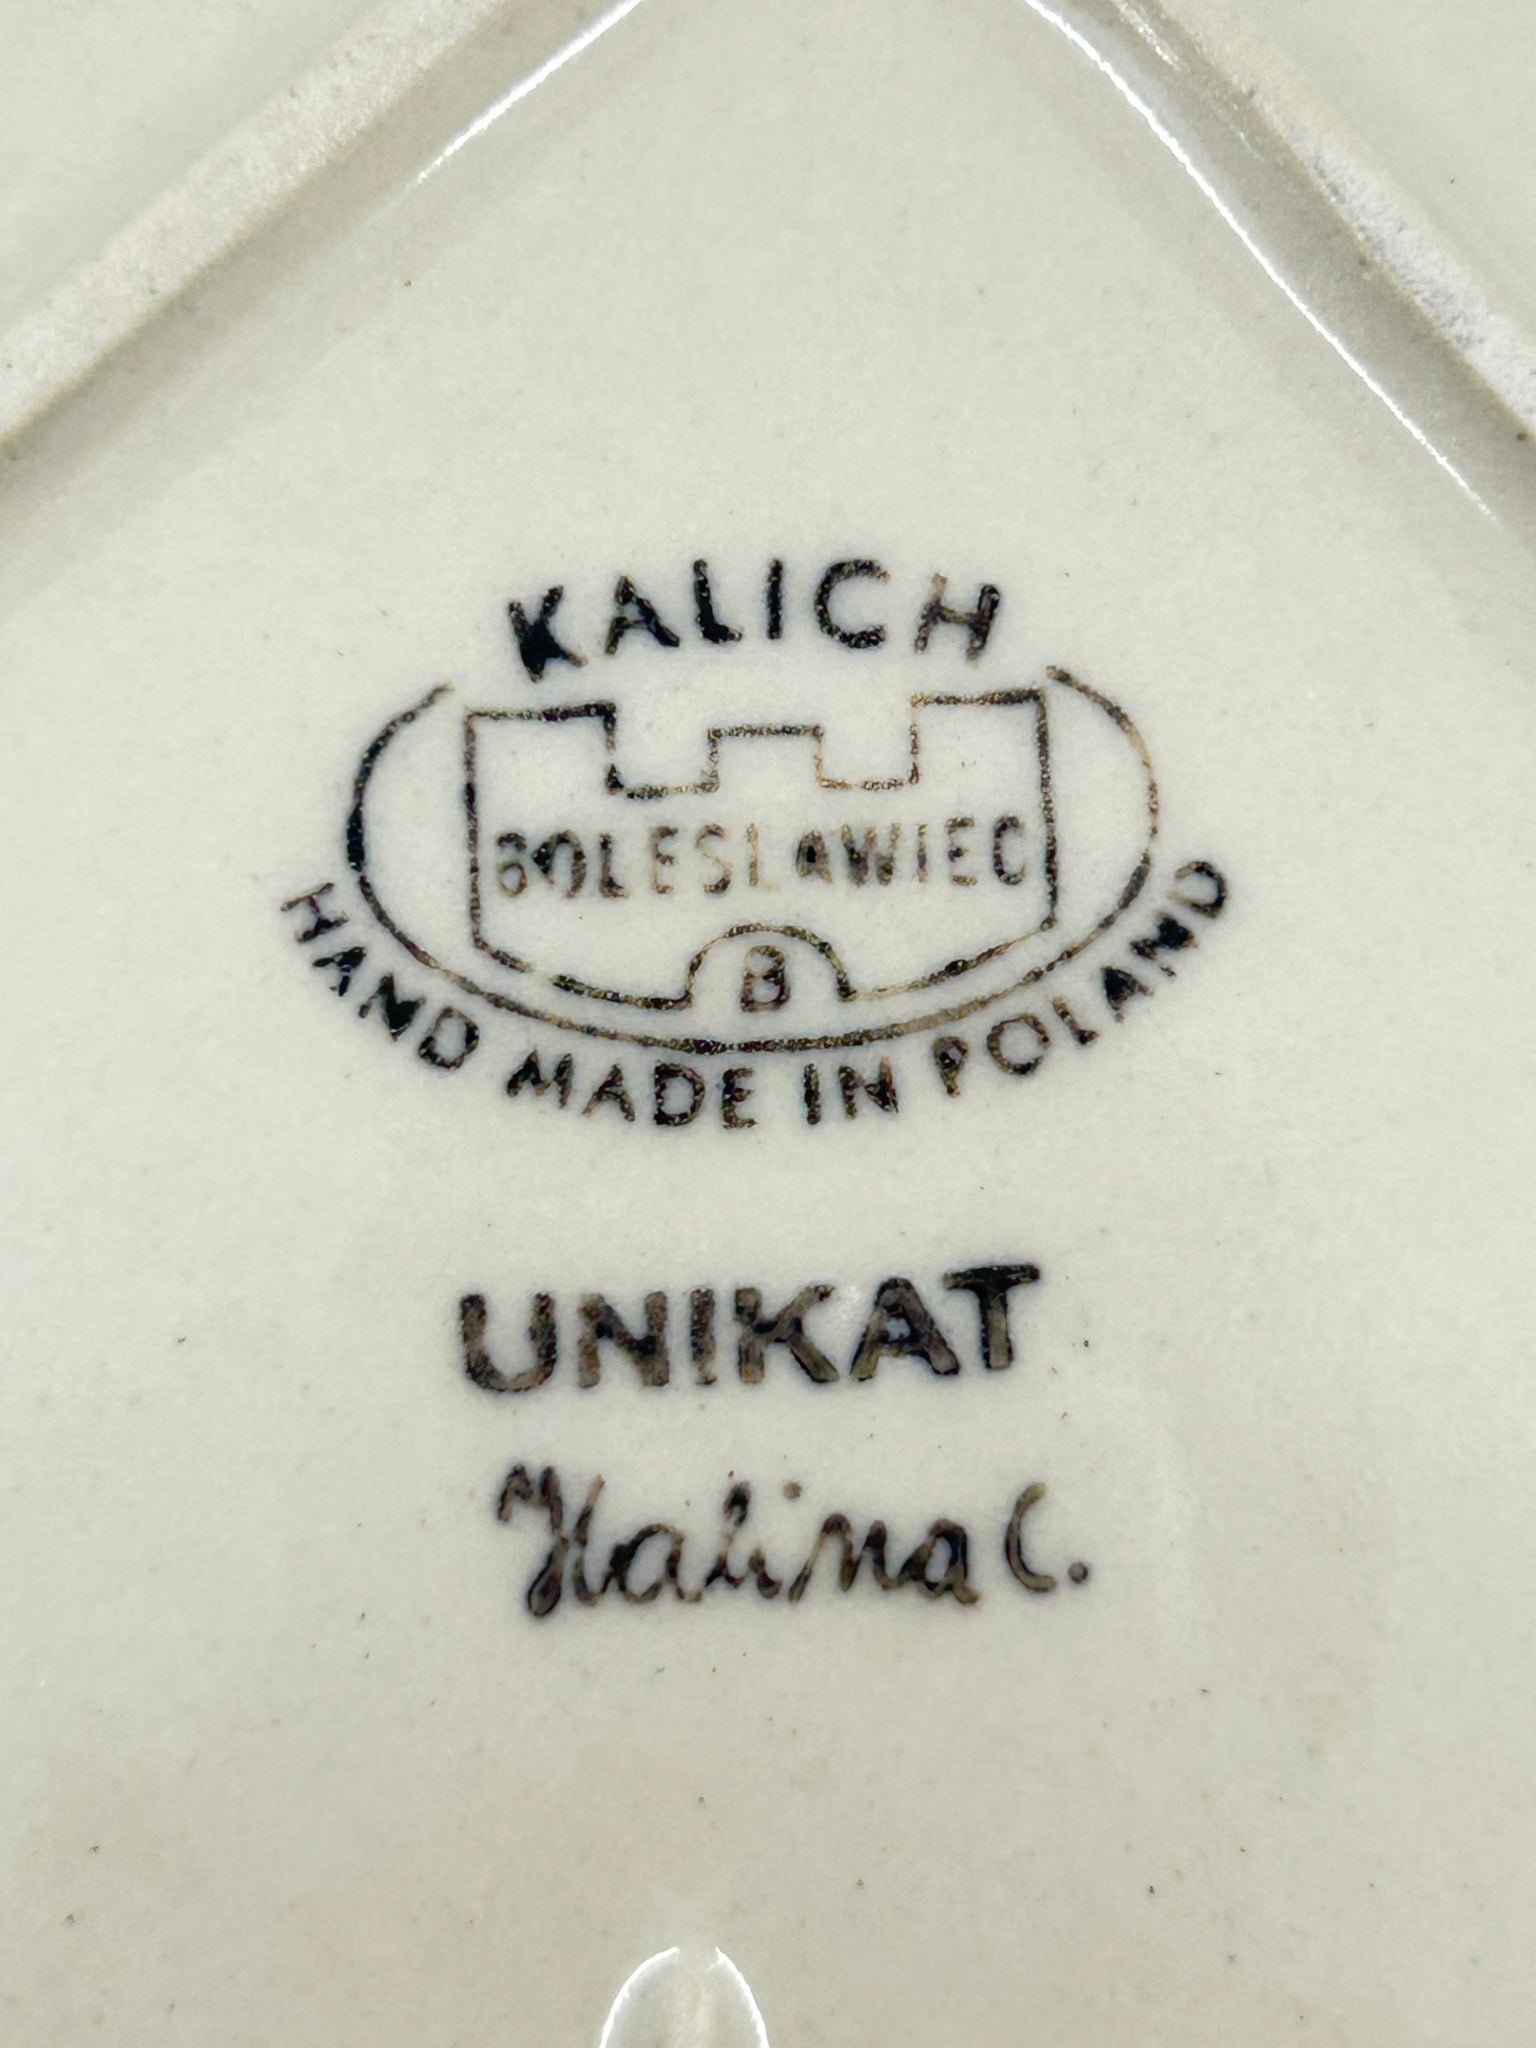 KALICH
BOLESLAWIEC
B
HAND MADE IN POLAND
UNIKAT
Halina C.